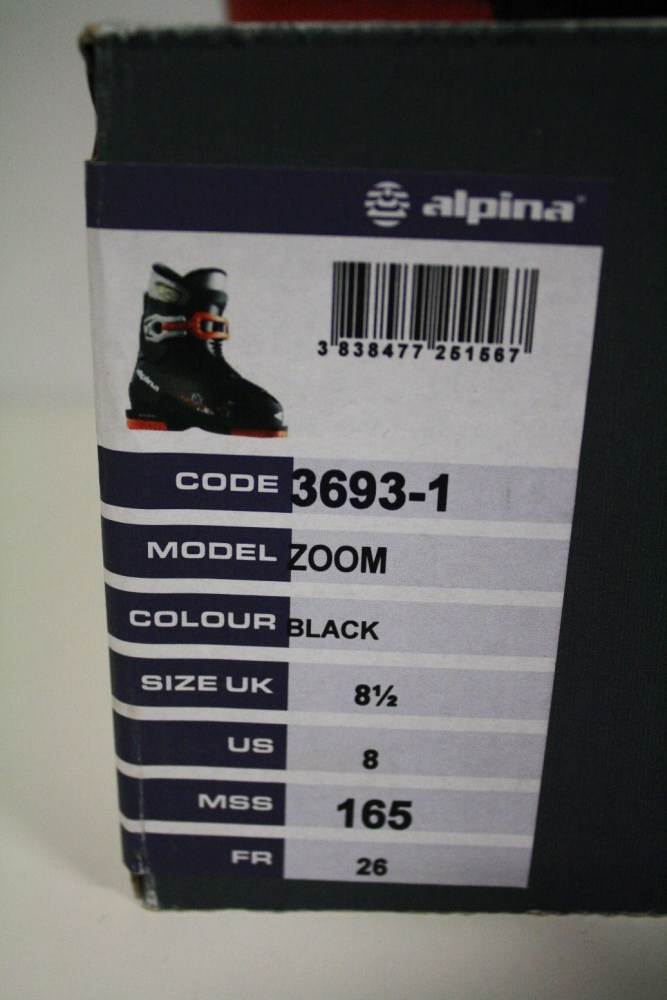 alpina
3 838477 251567
alpina
CODE 3693-1
MODEL ZOOM
COLOUR BLACK
SIZE UK 8½
US 8
MSS 165
FR 26